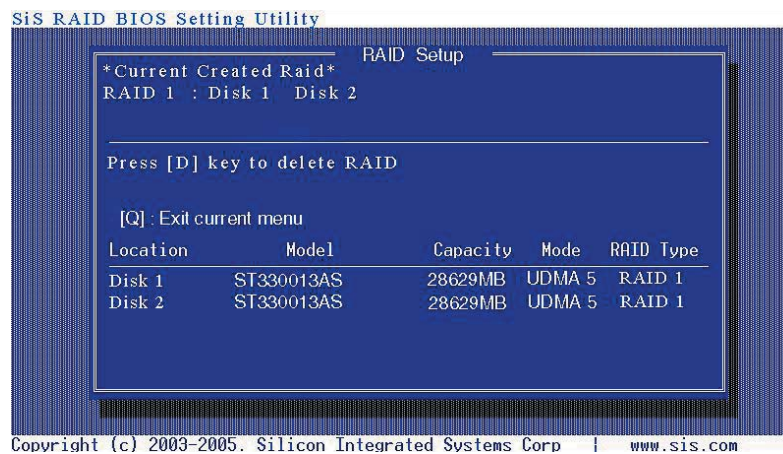 SiS RAID BIOS Setting Utility
RAID Setup
*Current Created Raid*
RAID 1 : Disk 1 Disk 2
Press [D] key to delete RAID
[Q] : Exit current menu
Location Model Capacity Mode RAID Type
Disk 1 ST330013AS 28629MB UDMA 5 RAID 1
Disk 2 ST330013AS 28629MB UDMA 5 RAID 1
Copyright (c) 2003-2005. Silicon Integrated Systems Corp | www.sis.com